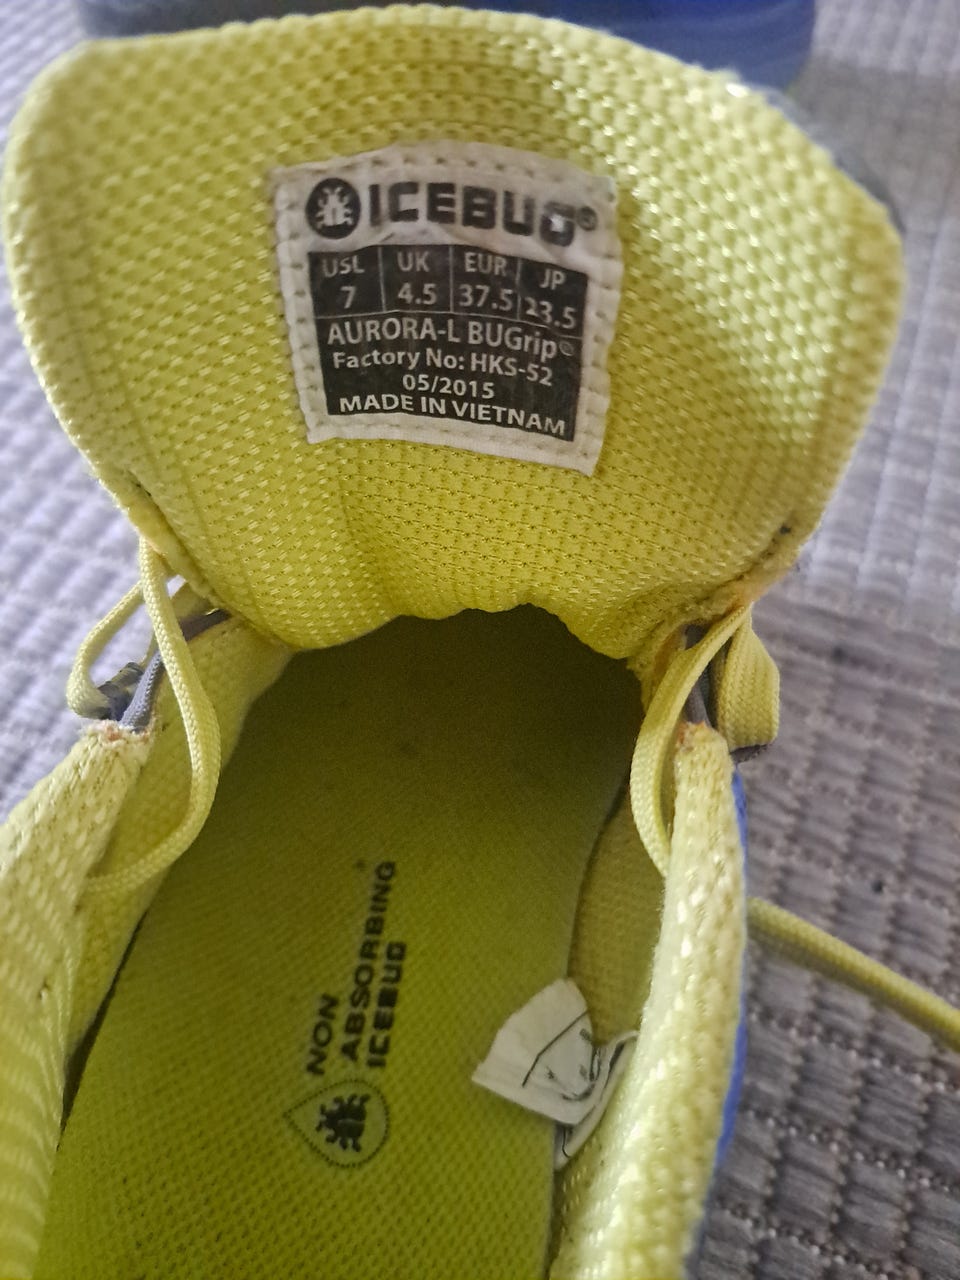 ICEBUG®
USL UK EUR JP
7 4.5 37.5 23.5
AURORA-L BUGrip®
Factory No: HKS-52
05/2015
MADE IN VIETNAM
NON
ABSORBING
ICEBUG